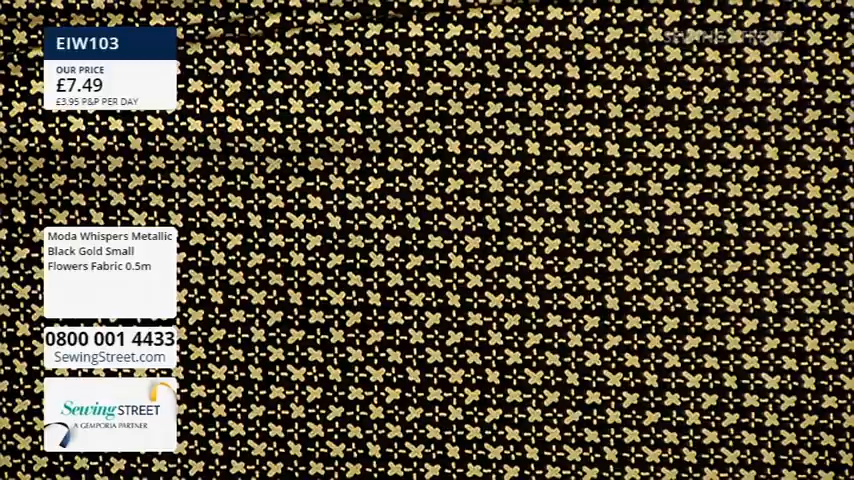 SEWINGSTREET
EIW103
OUR PRICE
£7.49
£3.95 P&P PER DAY
Moda Whispers Metallic
Black Gold Small
Flowers Fabric 0.5m
0800 001 4433
SewingStreet.com
Sewing STREET
A GEMPORIA PARTNER